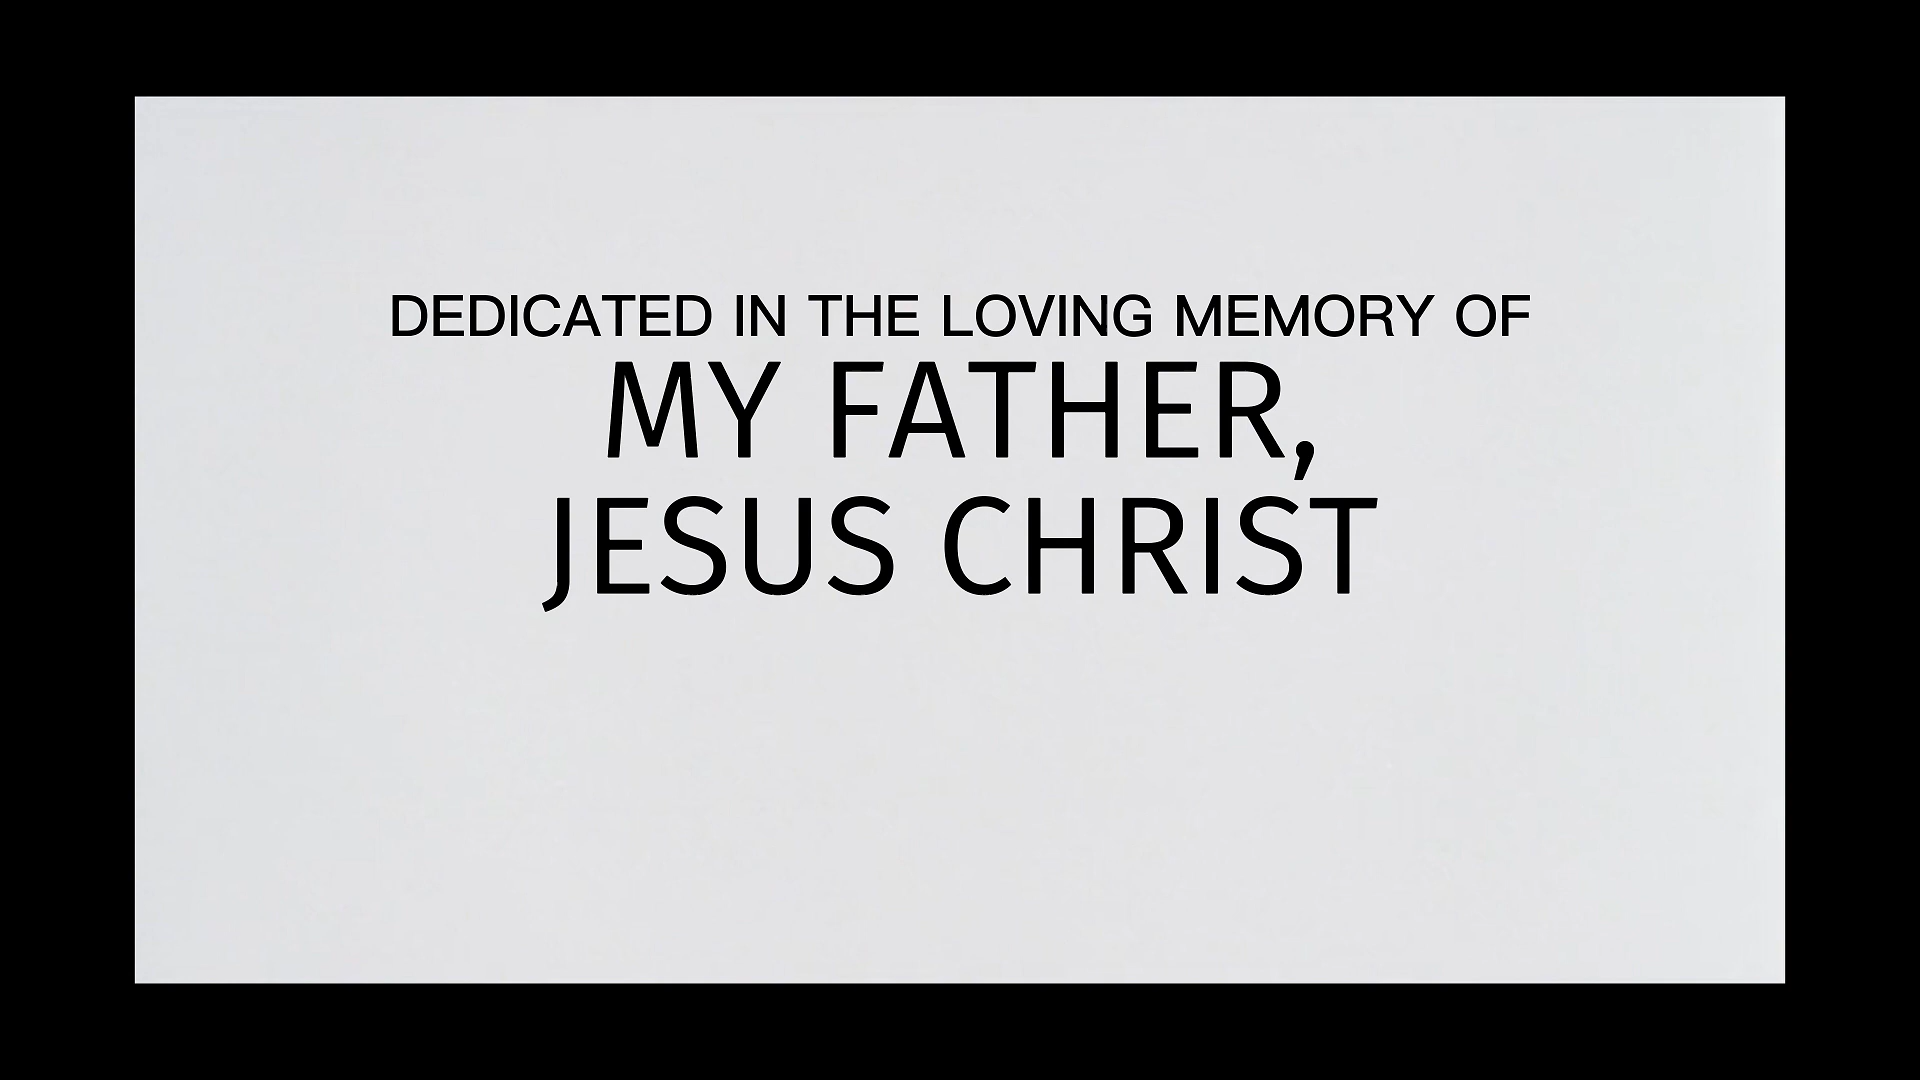 DEDICATED IN THE LOVING MEMORY OF
MY FATHER,
JESUS CHRIST